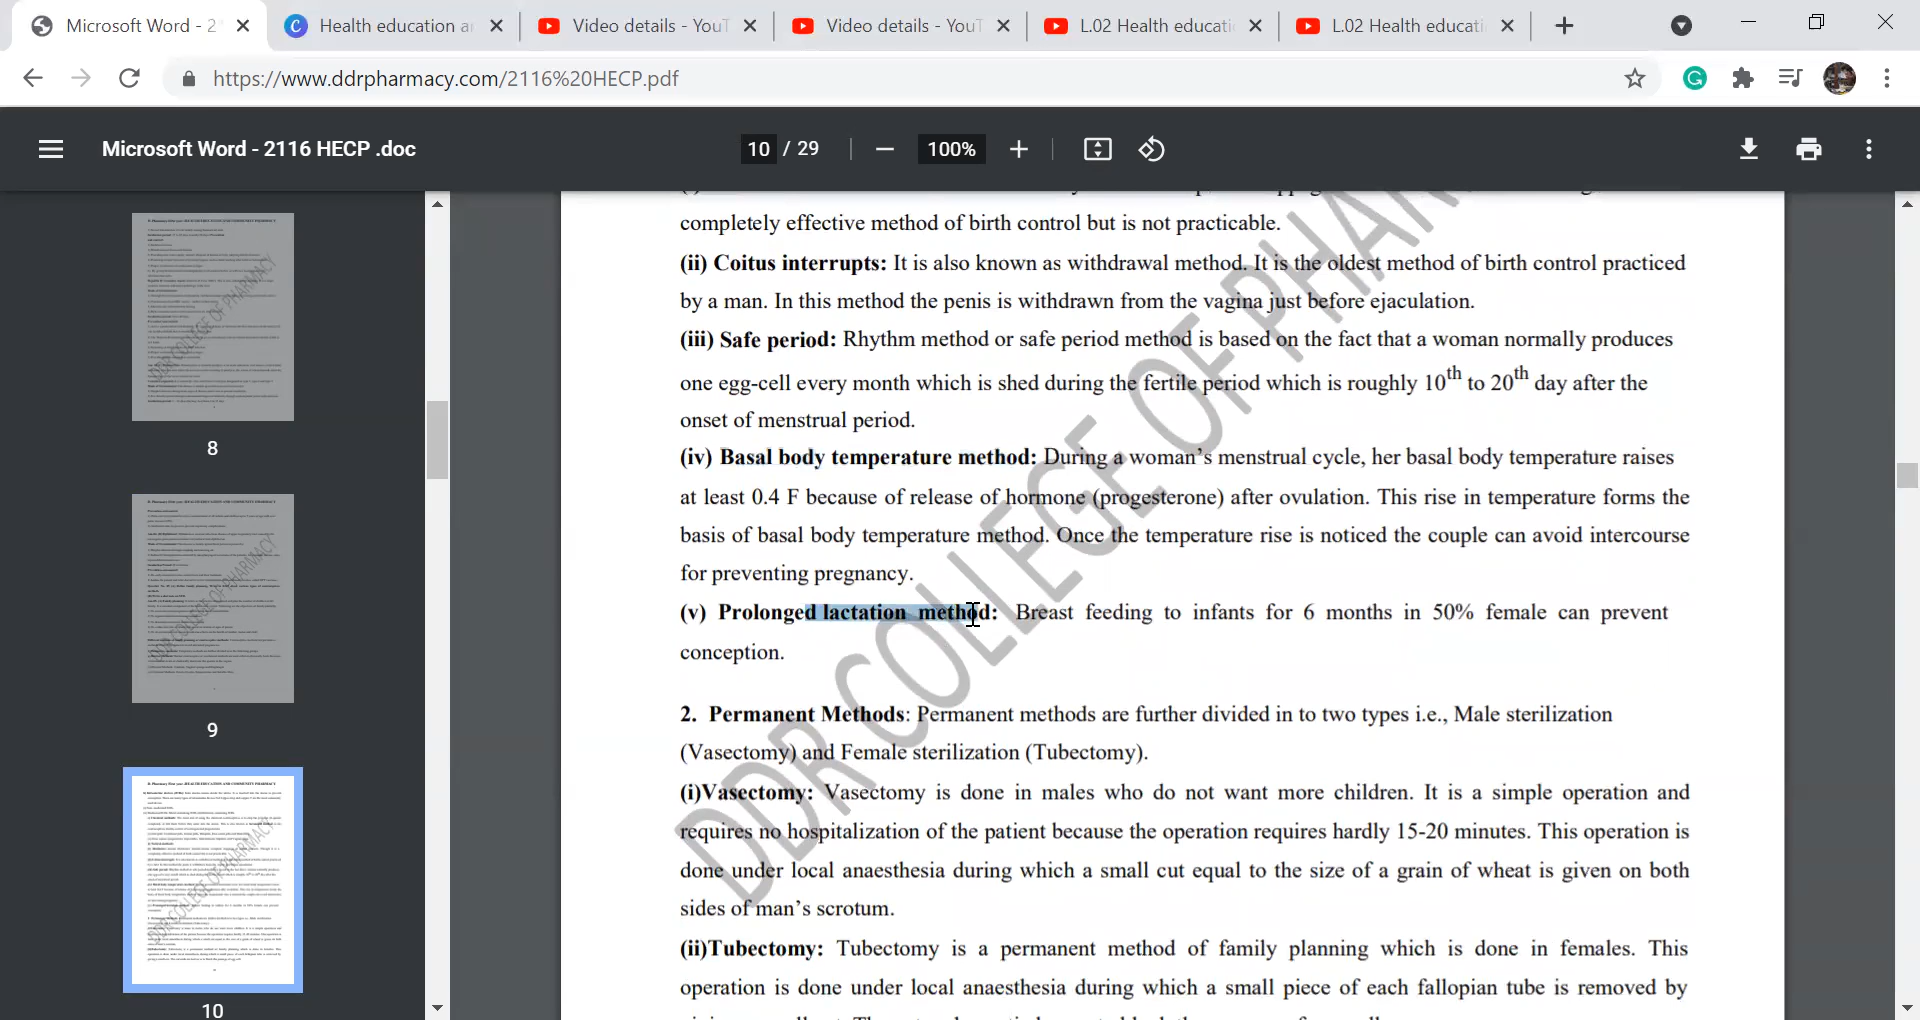 Microsoft Word - 2
Health education a
Video details - YouT
Video details - YouT
L.02 Health educati
L.02 Health educati
https://www.ddrpharmacy.com/2116%20HECP.pdf
Microsoft Word - 2116 HECP .doc
10 / 29
100%
8
9
10
completely effective method of birth control but is not practicable.
(ii) Coitus interrupts: It is also known as withdrawal method. It is the oldest method of birth control practiced
by a man. In this method the penis is withdrawn from the vagina just before ejaculation.
(iii) Safe period: Rhythm method or safe period method is based on the fact that a woman normally produces
one egg-cell every month which is shed during the fertile period which is roughly 10th to 20th day after the
onset of menstrual period.
(iv) Basal body temperature method: During a woman’s menstrual cycle, her basal body temperature raises
at least 0.4 F because of release of hormone (progesterone) after ovulation. This rise in temperature forms the
basis of basal body temperature method. Once the temperature rise is noticed the couple can avoid intercourse
for preventing pregnancy.
(v) Prolonged lactation method: Breast feeding to infants for 6 months in 50% female can prevent
conception.
2. Permanent Methods: Permanent methods are further divided in to two types i.e., Male sterilization
(Vasectomy) and Female sterilization (Tubectomy).
(i)Vasectomy: Vasectomy is done in males who do not want more children. It is a simple operation and
requires no hospitalization of the patient because the operation requires hardly 15-20 minutes. This operation is
done under local anaesthesia during which a small cut equal to the size of a grain of wheat is given on both
sides of man’s scrotum.
(ii)Tubectomy: Tubectomy is a permanent method of family planning which is done in females. This
operation is done under local anaesthesia during which a small piece of each fallopian tube is removed by
DDR COLLEGE OF PHARM